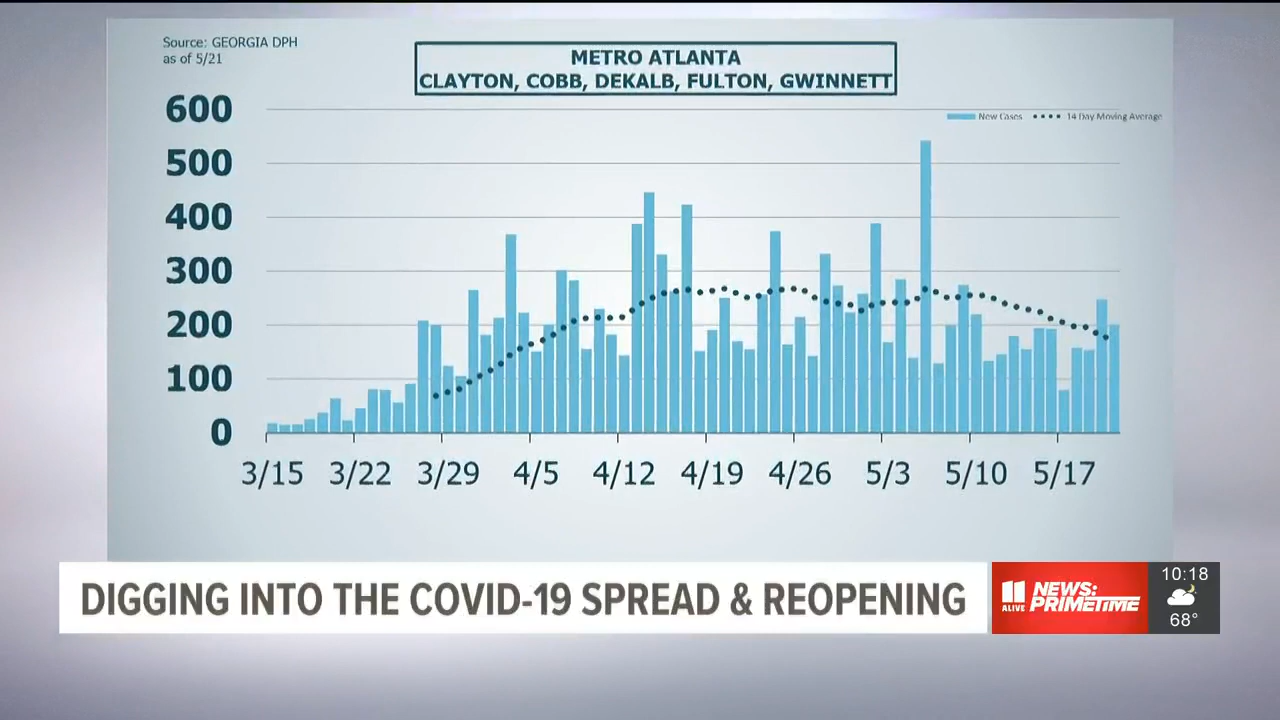 Source: GEORGIA DPH
as of 5/21
METRO ATLANTA
CLAYTON, COBB, DEKALB, FULTON, GWINNETT
New Cases 14 Day Moving Average
600
500
400
300
200
100
0
3/15 3/22 3/29 4/5 4/12 4/19 4/26 5/3 5/10 5/17
DIGGING INTO THE COVID-19 SPREAD & REOPENING
11 ALIVE NEWS: PRIMETIME
10:18
68°